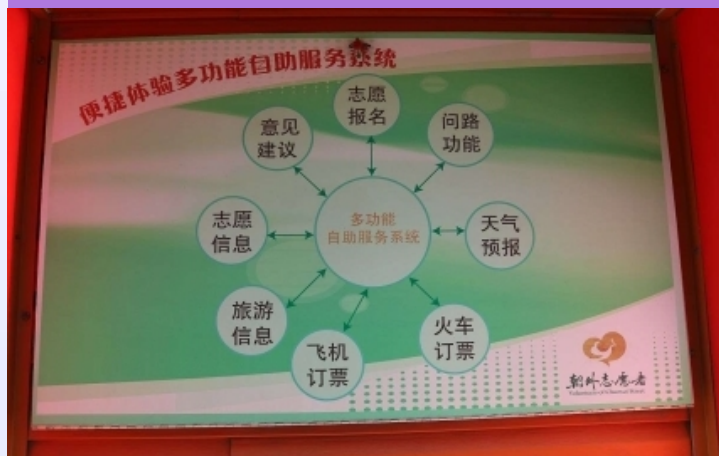 便捷体验多功能自助服务系统
志愿
报名
问路
功能
天气
预报
火车
订票
飞机
订票
旅游
信息
志愿
信息
意见
建议
多功能
自助服务系统
朝外志愿者